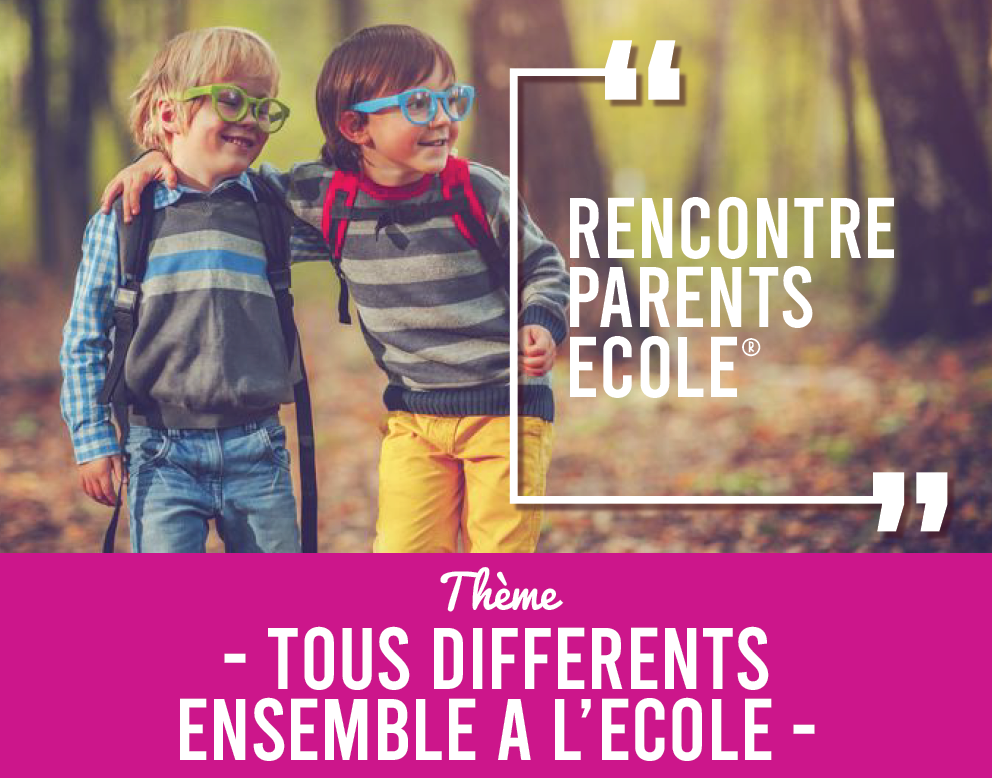 “
RENCONTRE
PARENTS
ECOLE®
”
Thème
- TOUS DIFFERENTS
ENSEMBLE A L’ECOLE -